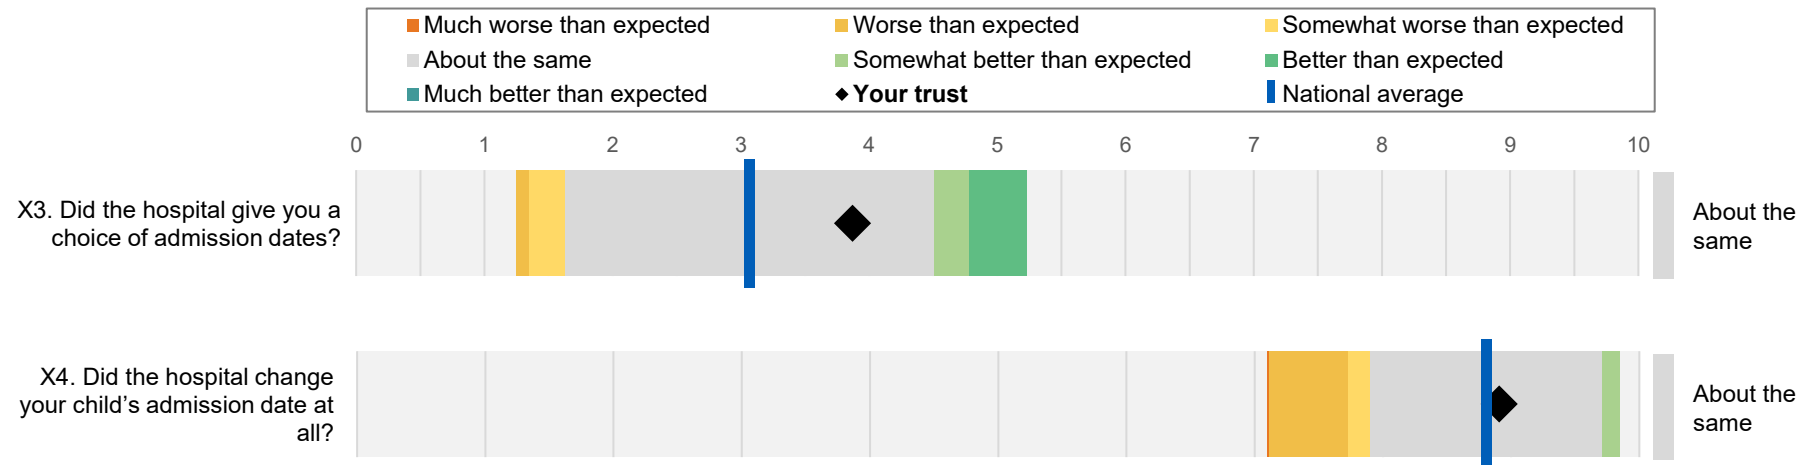 Much worse than expected
Worse than expected
Somewhat worse than expected
About the same
Somewhat better than expected
Better than expected
Much better than expected
Your trust
National average
0 1 2 3 4 5 6 7 8 9 10
X3. Did the hospital give you a
choice of admission dates?
About the
same
X4. Did the hospital change
your child’s admission date at
all?
About the
same